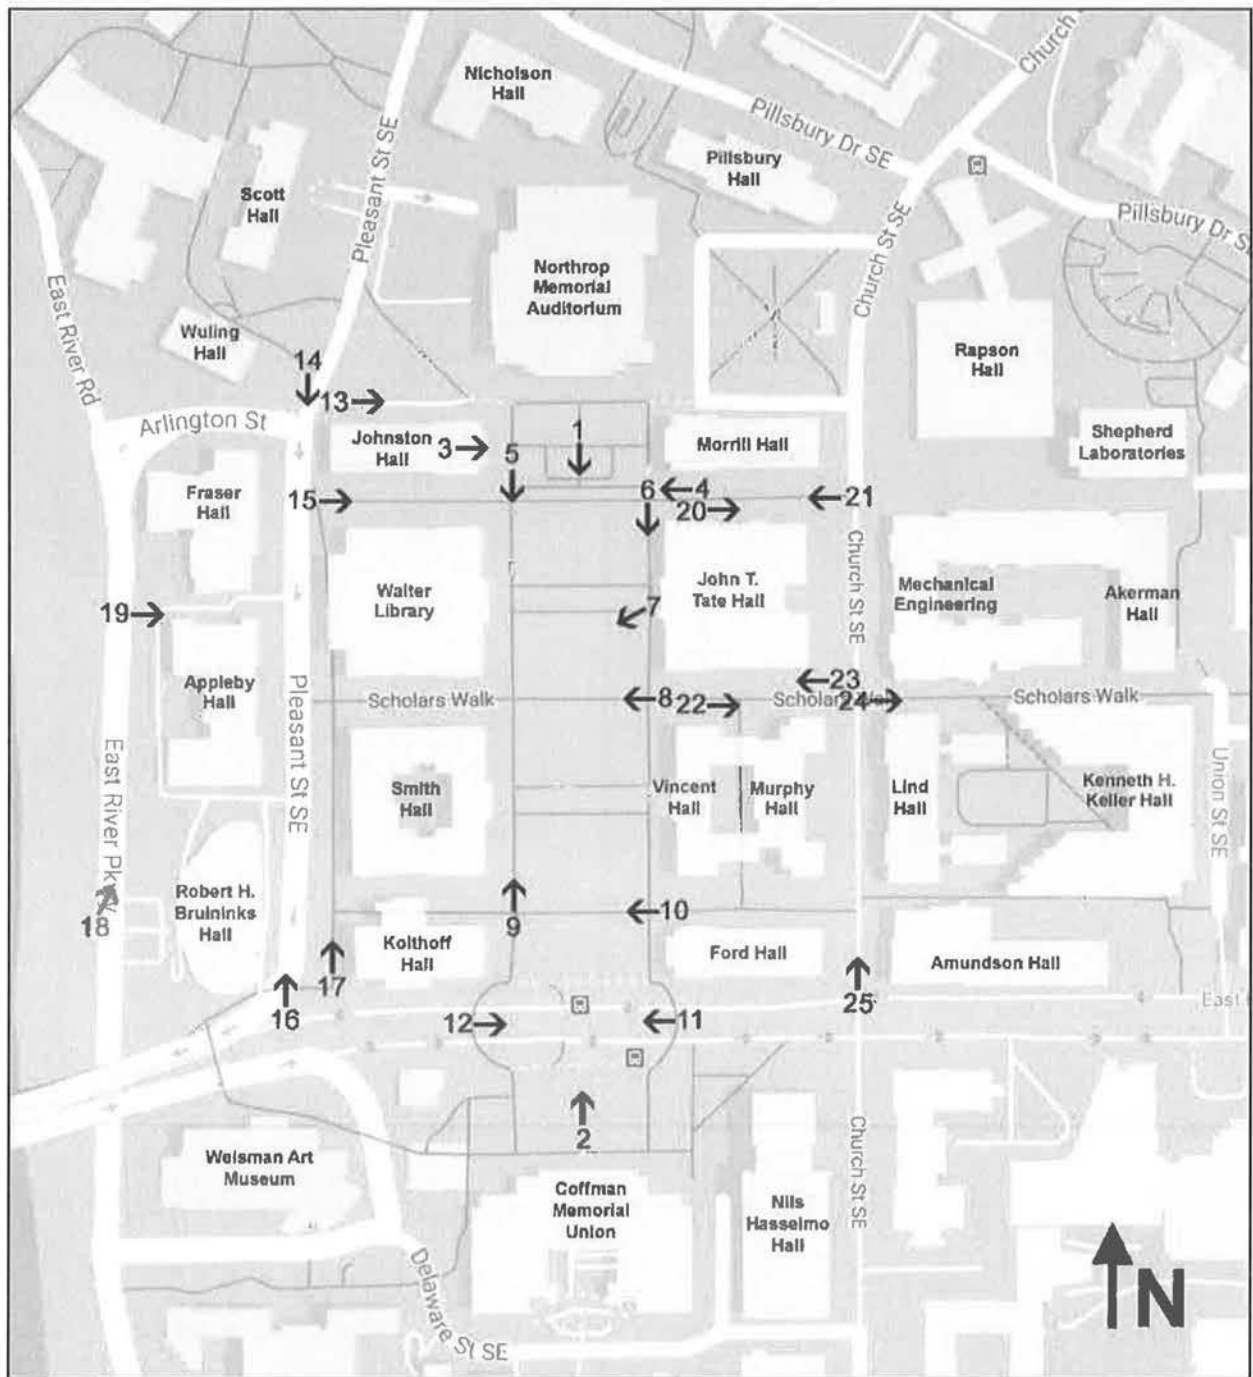 Church
Nicholson
Hall
Pillsbury Dr SE
Pleasant St SE
Pillsbury
Hall
Scott
Hall
Pillsbury Dr S
Church St SE
Northrop
Memorial
Auditorium
East River Rd
Wuling
Hall
Rapson
Hall
14
13
Arlington St
Johnston
Hall
3
5
1
Morrill Hall
Shepherd
Laboratories
Fraser
Hall
15
6
4
20
21
Church St SE
Walter
Library
John T.
Tate Hall
Mechanical
Engineering
Akerman
Hall
19
7
Appleby
Hall
Pleasant St SE
Scholars Walk
8
22
23
Scholars Wa
24
Scholars Walk
East River Pkwy
Smith
Hall
Vincent
Hall
Murphy
Hall
Lind
Hall
Kenneth H.
Keller Hall
Union St SE
18
Robert H.
Bruininks
Hall
9
10
Kolthoff
Hall
Ford Hall
Amundson Hall
17
16
25
East
12
11
2
Weisman Art
Museum
Coffman
Memorial
Union
Nils
Hasselmo
Hall
Church St SE
Delaware St SE
N